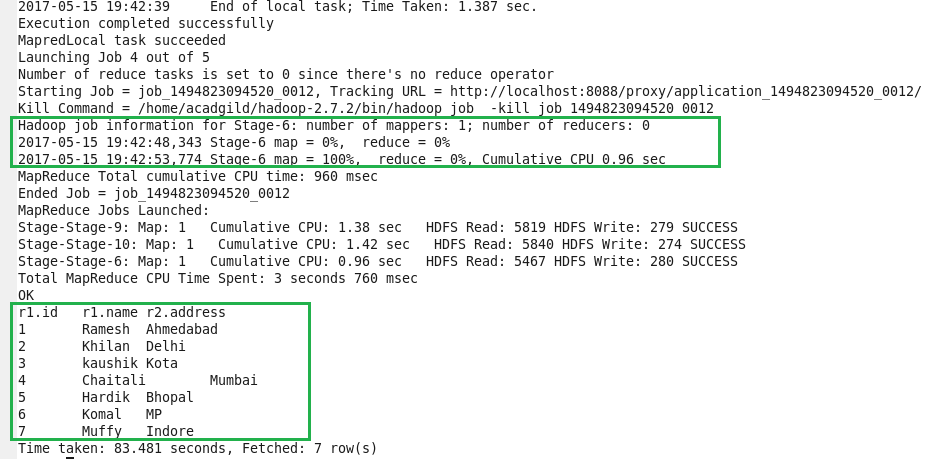 2017-05-15 19:42:39     End of local task; Time Taken: 1.387 sec.
Execution completed successfully
MapredLocal task succeeded
Launching Job 4 out of 5
Number of reduce tasks is set to 0 since there's no reduce operator
Starting Job = job_1494823094520_0012, Tracking URL = http://localhost:8088/proxy/application_1494823094520_0012/
Kill Command = /home/acadgild/hadoop-2.7.2/bin/hadoop job  -kill job_1494823094520_0012
Hadoop job information for Stage-6: number of mappers: 1; number of reducers: 0
2017-05-15 19:42:48,343 Stage-6 map = 0%,  reduce = 0%
2017-05-15 19:42:53,774 Stage-6 map = 100%,  reduce = 0%, Cumulative CPU 0.96 sec
MapReduce Total cumulative CPU time: 960 msec
Ended Job = job_1494823094520_0012
MapReduce Jobs Launched:
Stage-Stage-9: Map: 1   Cumulative CPU: 1.38 sec   HDFS Read: 5819 HDFS Write: 279 SUCCESS
Stage-Stage-10: Map: 1   Cumulative CPU: 1.42 sec   HDFS Read: 5840 HDFS Write: 274 SUCCESS
Stage-Stage-6: Map: 1   Cumulative CPU: 0.96 sec   HDFS Read: 5467 HDFS Write: 280 SUCCESS
Total MapReduce CPU Time Spent: 3 seconds 760 msec
OK
r1.id   r1.name r2.address
1       Ramesh  Ahmedabad
2       Khilan  Delhi
3       kaushik Kota
4       Chaitali        Mumbai
5       Hardik  Bhopal
6       Komal   MP
7       Muffy   Indore
Time taken: 83.481 seconds, Fetched: 7 row(s)